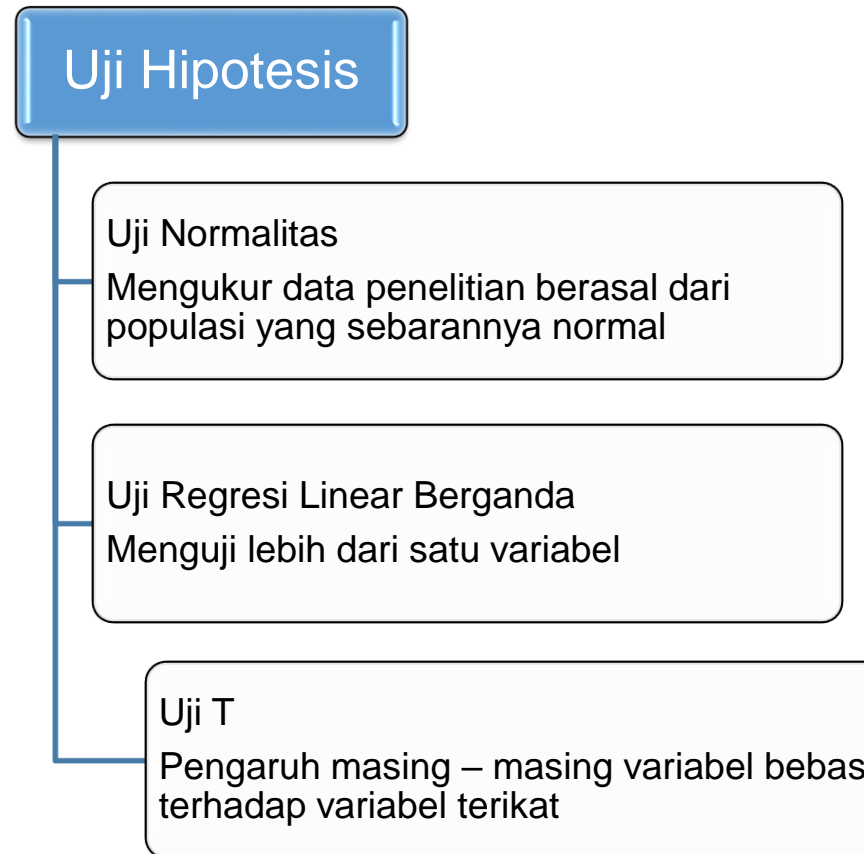 Uji Hipotesis
Uji Normalitas
Mengukur data penelitian berasal dari
populasi yang sebarannya normal
Uji Regresi Linear Berganda
Menguji lebih dari satu variabel
Uji T
Pengaruh masing – masing variabel bebas
terhadap variabel terikat